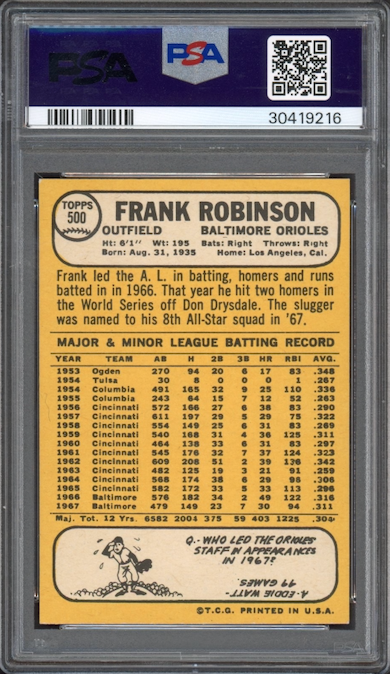 PSA
PSA
30419216
TOPPS
500
FRANK ROBINSON
OUTFIELD BALTIMORE ORIOLES
Ht: 6'1" Wt: 195 Bats: Right Throws: Right
Born: Aug. 31, 1935 Home: Los Angeles, Cal.
Frank led the A. L. in batting, homers and runs
batted in in 1966. That year he hit two homers in
the World Series off Don Drysdale. The slugger
was named to his 8th All-Star squad in '67.
MAJOR & MINOR LEAGUE BATTING RECORD
YEAR TEAM AB H 2B 3B HR RBI AVG.
1953 Ogden 270 94 20 6 17 83 .348
1954 Tulsa 30 8 0 0 0 1 .267
1954 Columbia 491 165 32 9 25 110 .336
1955 Columbia 243 64 15 7 12 52 .263
1956 Cincinnati 572 166 27 6 38 83 .290
1957 Cincinnati 611 197 29 5 29 75 .322
1958 Cincinnati 554 149 25 6 31 83 .269
1959 Cincinnati 540 168 31 4 36 125 .311
1960 Cincinnati 464 138 33 6 31 83 .297
1961 Cincinnati 545 176 32 7 37 124 .323
1962 Cincinnati 609 208 51 2 39 136 .342
1963 Cincinnati 482 125 19 3 21 91 .259
1964 Cincinnati 568 174 38 6 29 96 .306
1965 Cincinnati 582 172 33 5 33 113 .296
1966 Baltimore 576 182 34 2 49 122 .316
1967 Baltimore 479 149 23 7 30 94 .311
Maj. Tot. 12 Yrs. 6582 2004 375 59 403 1225 .304
Q.- WHO LED THE ORIOLES
STAFF IN APPEARANCES
IN 1967?
A. EDDIE WATT-
49 GAMES.
©T.C.G. PRINTED IN U.S.A.